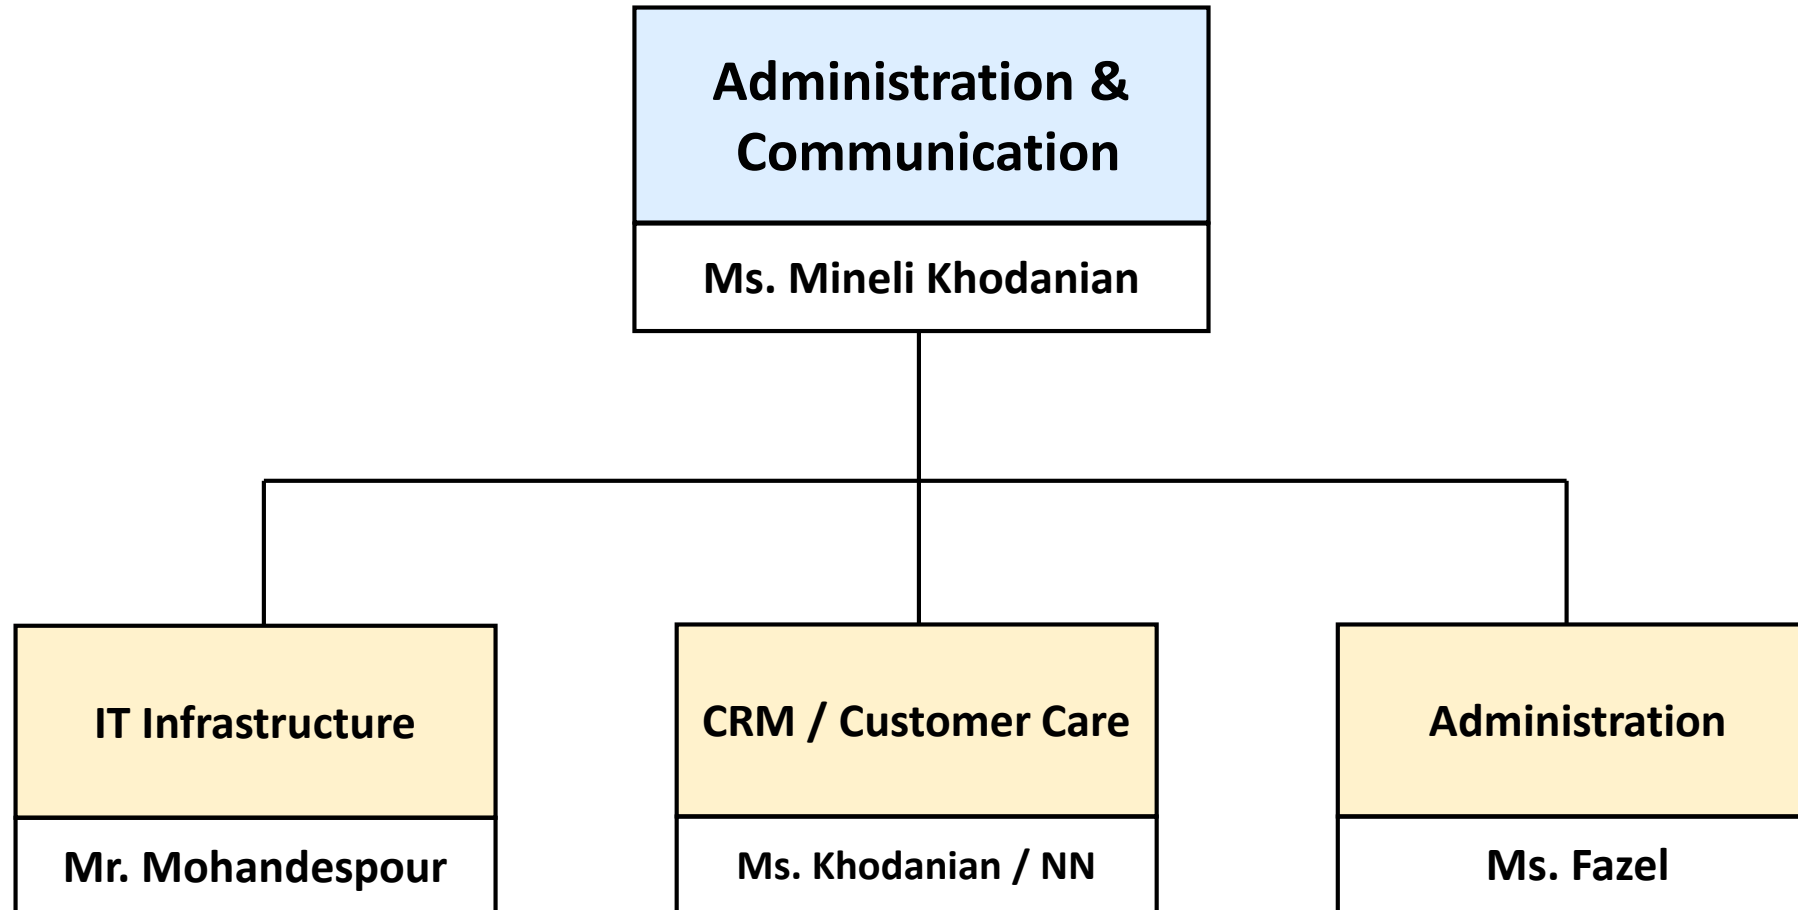 Administration &
Communication
Ms. Mineli Khodanian
IT Infrastructure
CRM / Customer Care
Administration
Mr. Mohandespour
Ms. Khodanian / NN
Ms. Fazel